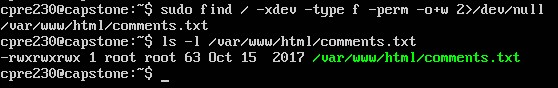 cpre230@capstone:~$ sudo find / -xdev -type f -perm -o+w 2>/dev/null
/var/www/html/comments.txt
cpre230@capstone:~$ ls -l /var/www/html/comments.txt
-rwxrwxrwx 1 root root 63 Oct 15  2017 /var/www/html/comments.txt
cpre230@capstone:~$ _